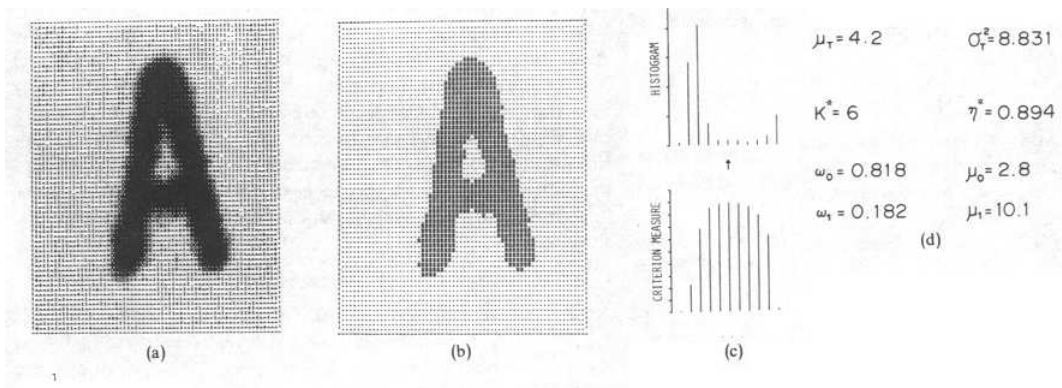 HISTOGRAM
CRITERION MEASURE
μ_T = 4.2
σ_T² = 8.831
K* = 6
η* = 0.894
ω₀ = 0.818
μ₀ = 2.8
ω₁ = 0.182
μ₁ = 10.1
(a)
(b)
(c)
(d)